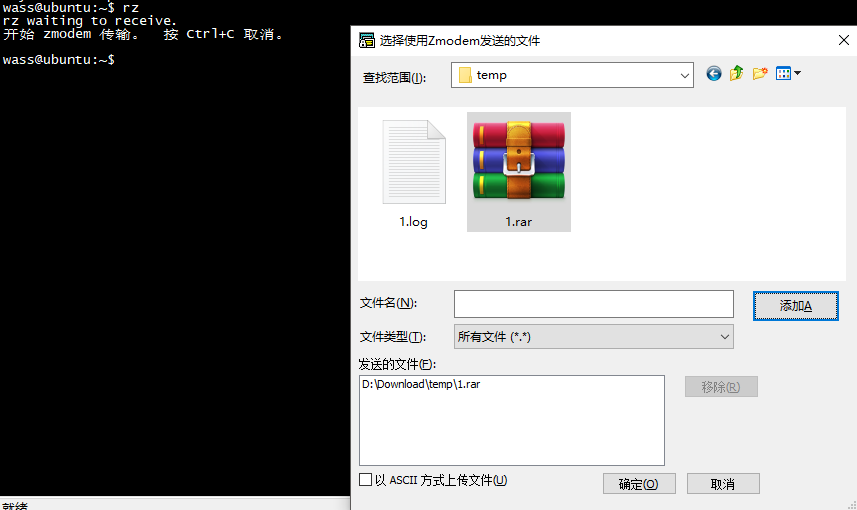 wass@ubuntu:~$ rz
rz waiting to receive.
开始 zmodem 传输。 按 Ctrl+C 取消。
wass@ubuntu:~$
选择使用Zmodem发送的文件
查找范围(I):
temp
1.log
1.rar
文件名(N):
添加A
文件类型(T):
所有文件 (*.*)
发送的文件(F):
D:\Download\temp\1.rar
移除(R)
以 ASCII 方式上传文件(U)
确定(O)
取消
就绪